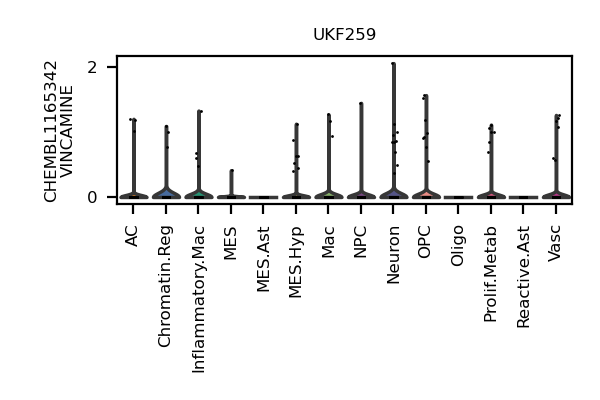 UKF259
CHEMBL1165342
VINCAMINE
2
0
AC
Chromatin.Reg
Inflammatory.Mac
MES
MES.Ast
MES.Hyp
Mac
NPC
Neuron
OPC
Oligo
Prolif.Metab
Reactive.Ast
Vasc